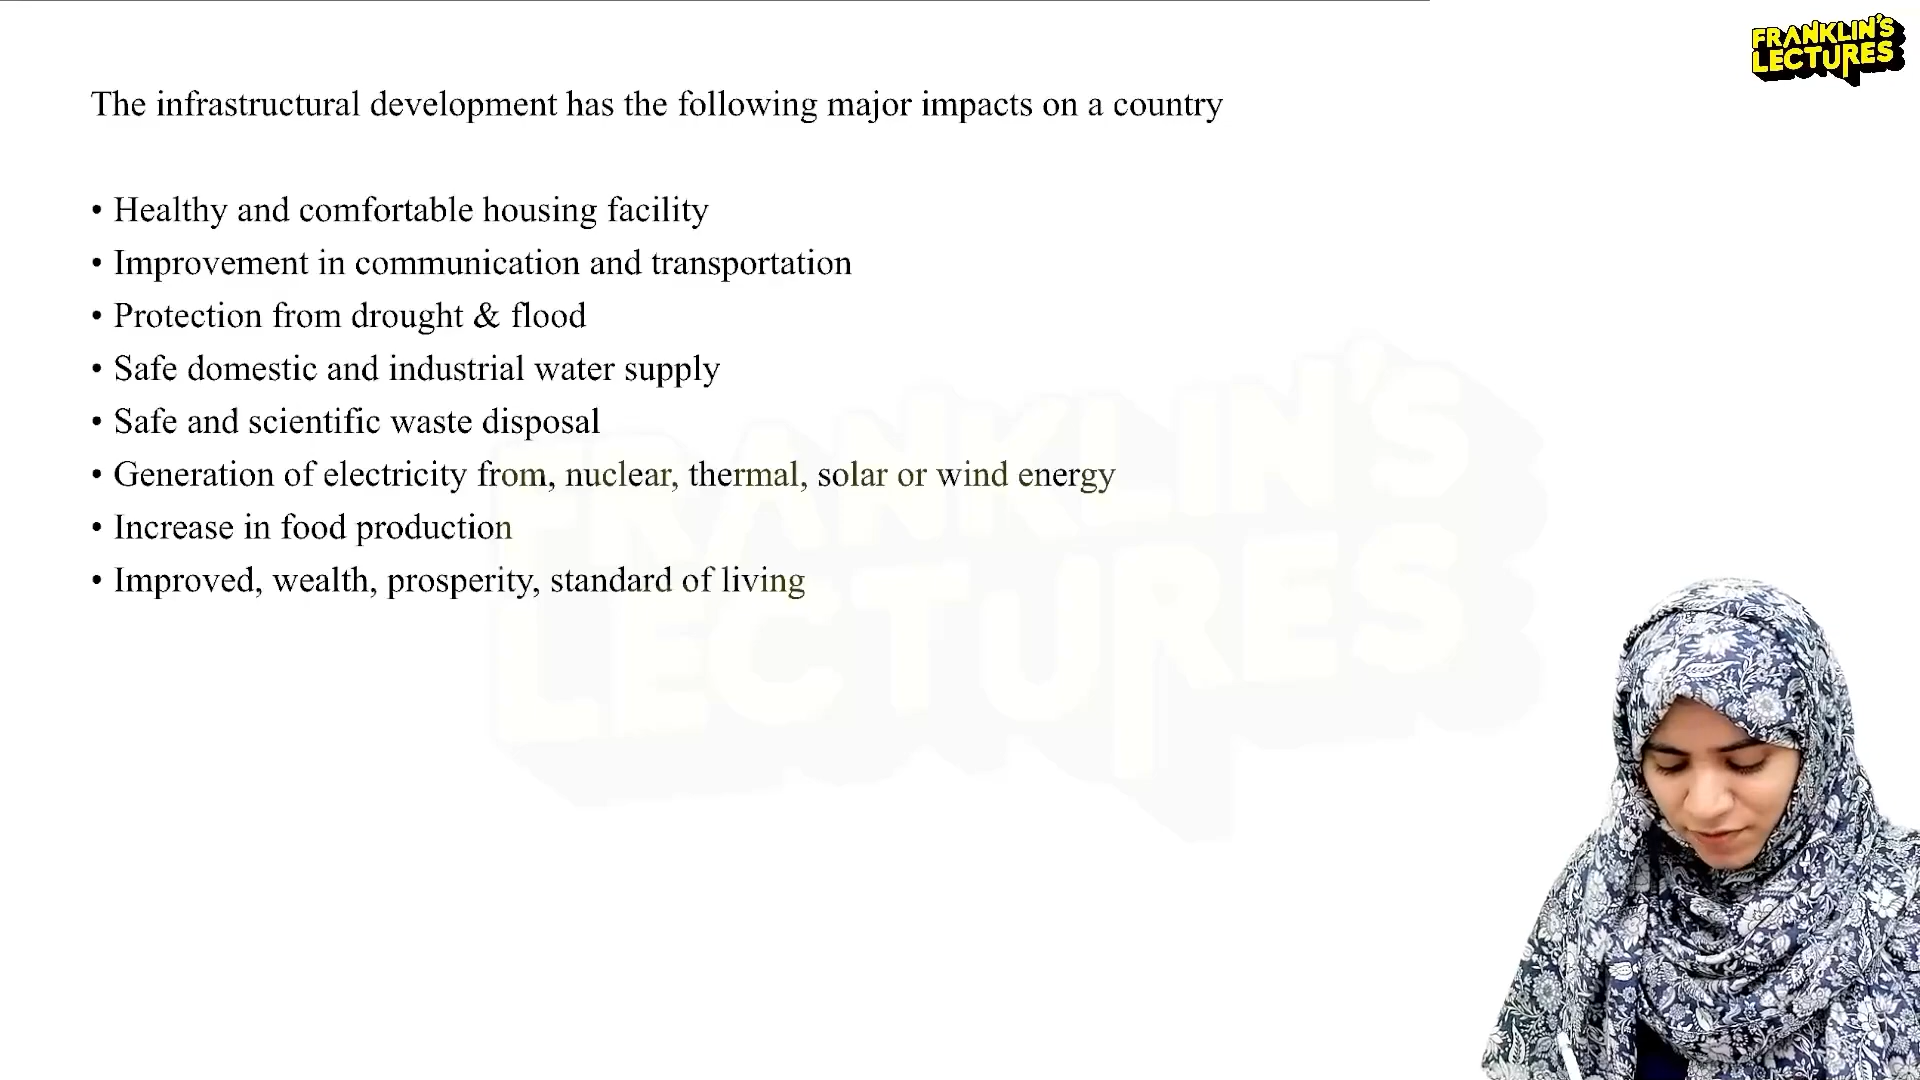 FRANKLIN'S
LECTURES
The infrastructural development has the following major impacts on a country
• Healthy and comfortable housing facility
• Improvement in communication and transportation
• Protection from drought & flood
• Safe domestic and industrial water supply
• Safe and scientific waste disposal
• Generation of electricity from, nuclear, thermal, solar or wind energy
• Increase in food production
• Improved, wealth, prosperity, standard of living
FRANKLIN'S
LECTURES